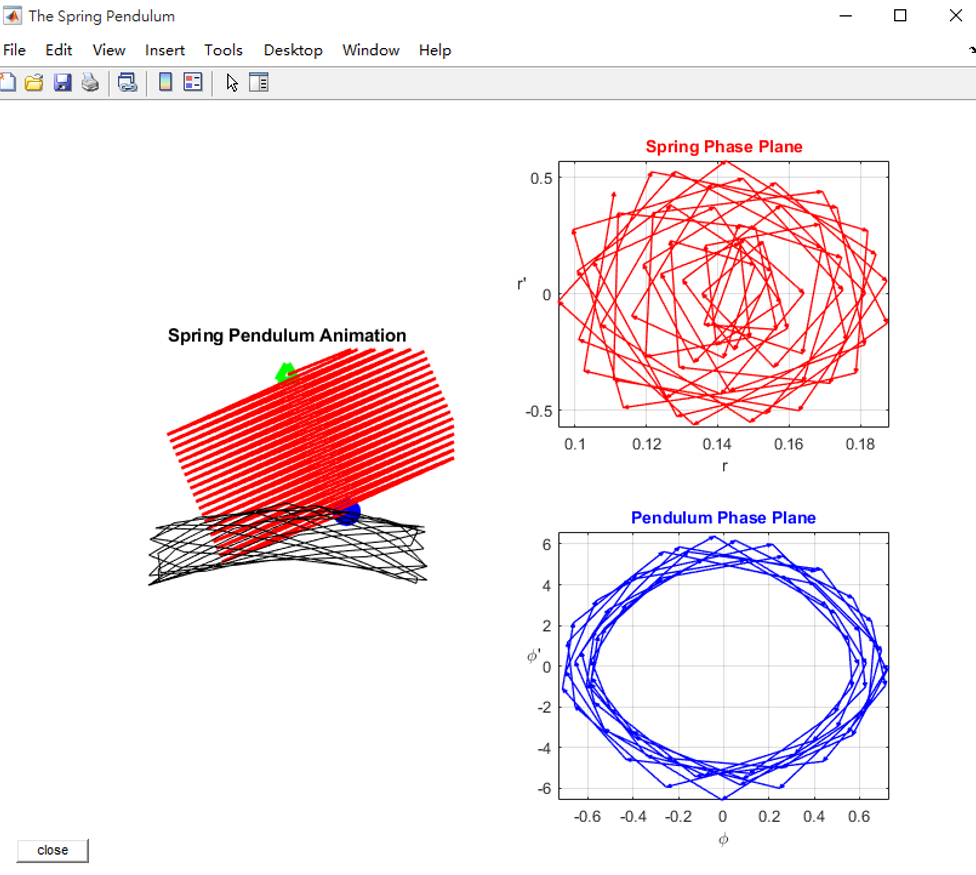 The Spring Pendulum
File Edit View Insert Tools Desktop Window Help
Spring Pendulum Animation
Spring Phase Plane
0.5
0
-0.5
r'
0.1 0.12 0.14 0.16 0.18
r
Pendulum Phase Plane
6
4
2
0
-2
-4
-6
ϕ'
-0.6 -0.4 -0.2 0 0.2 0.4 0.6
ϕ
close